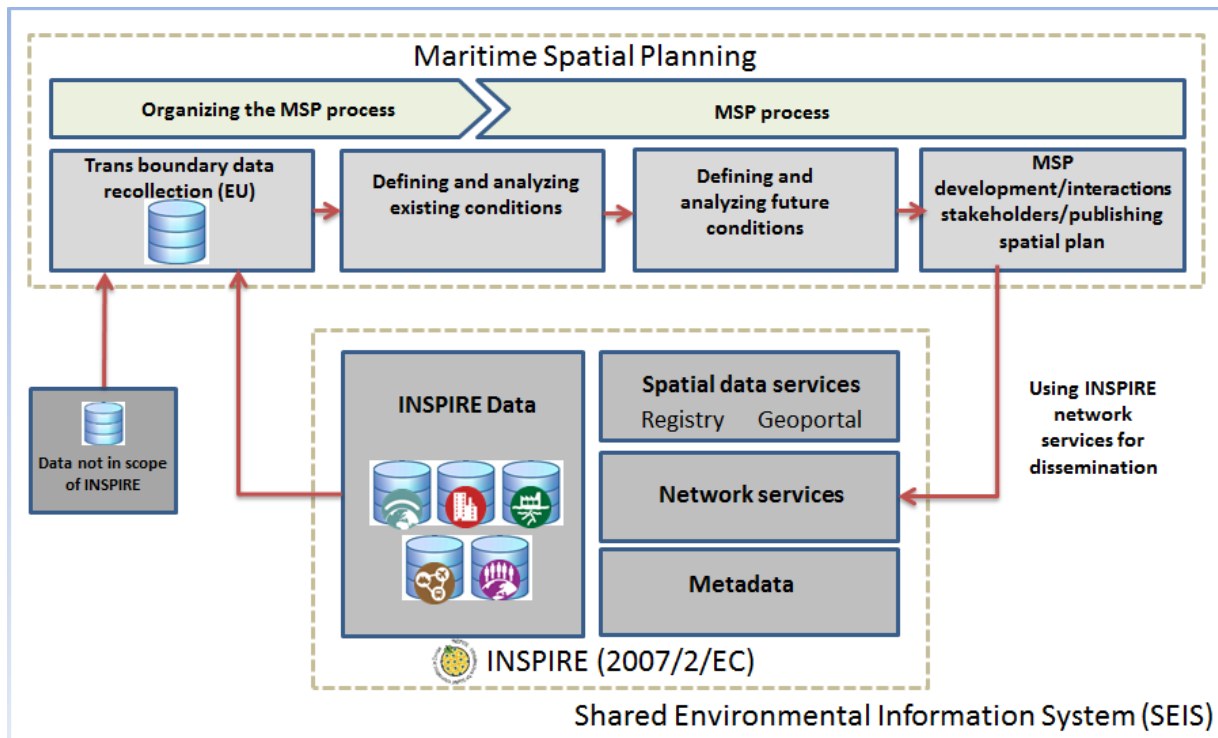 Maritime Spatial Planning
Organizing the MSP process
MSP process
Trans boundary data
recollection (EU)
Defining and analyzing
existing conditions
Defining and
analyzing future
conditions
MSP
development/interactions
stakeholders/publishing
spatial plan
Data not in scope
of INSPIRE
INSPIRE Data
Spatial data services
Registry Geoportal
Network services
Metadata
Using INSPIRE
network
services for
dissemination
INSPIRE (2007/2/EC)
Shared Environmental Information System (SEIS)